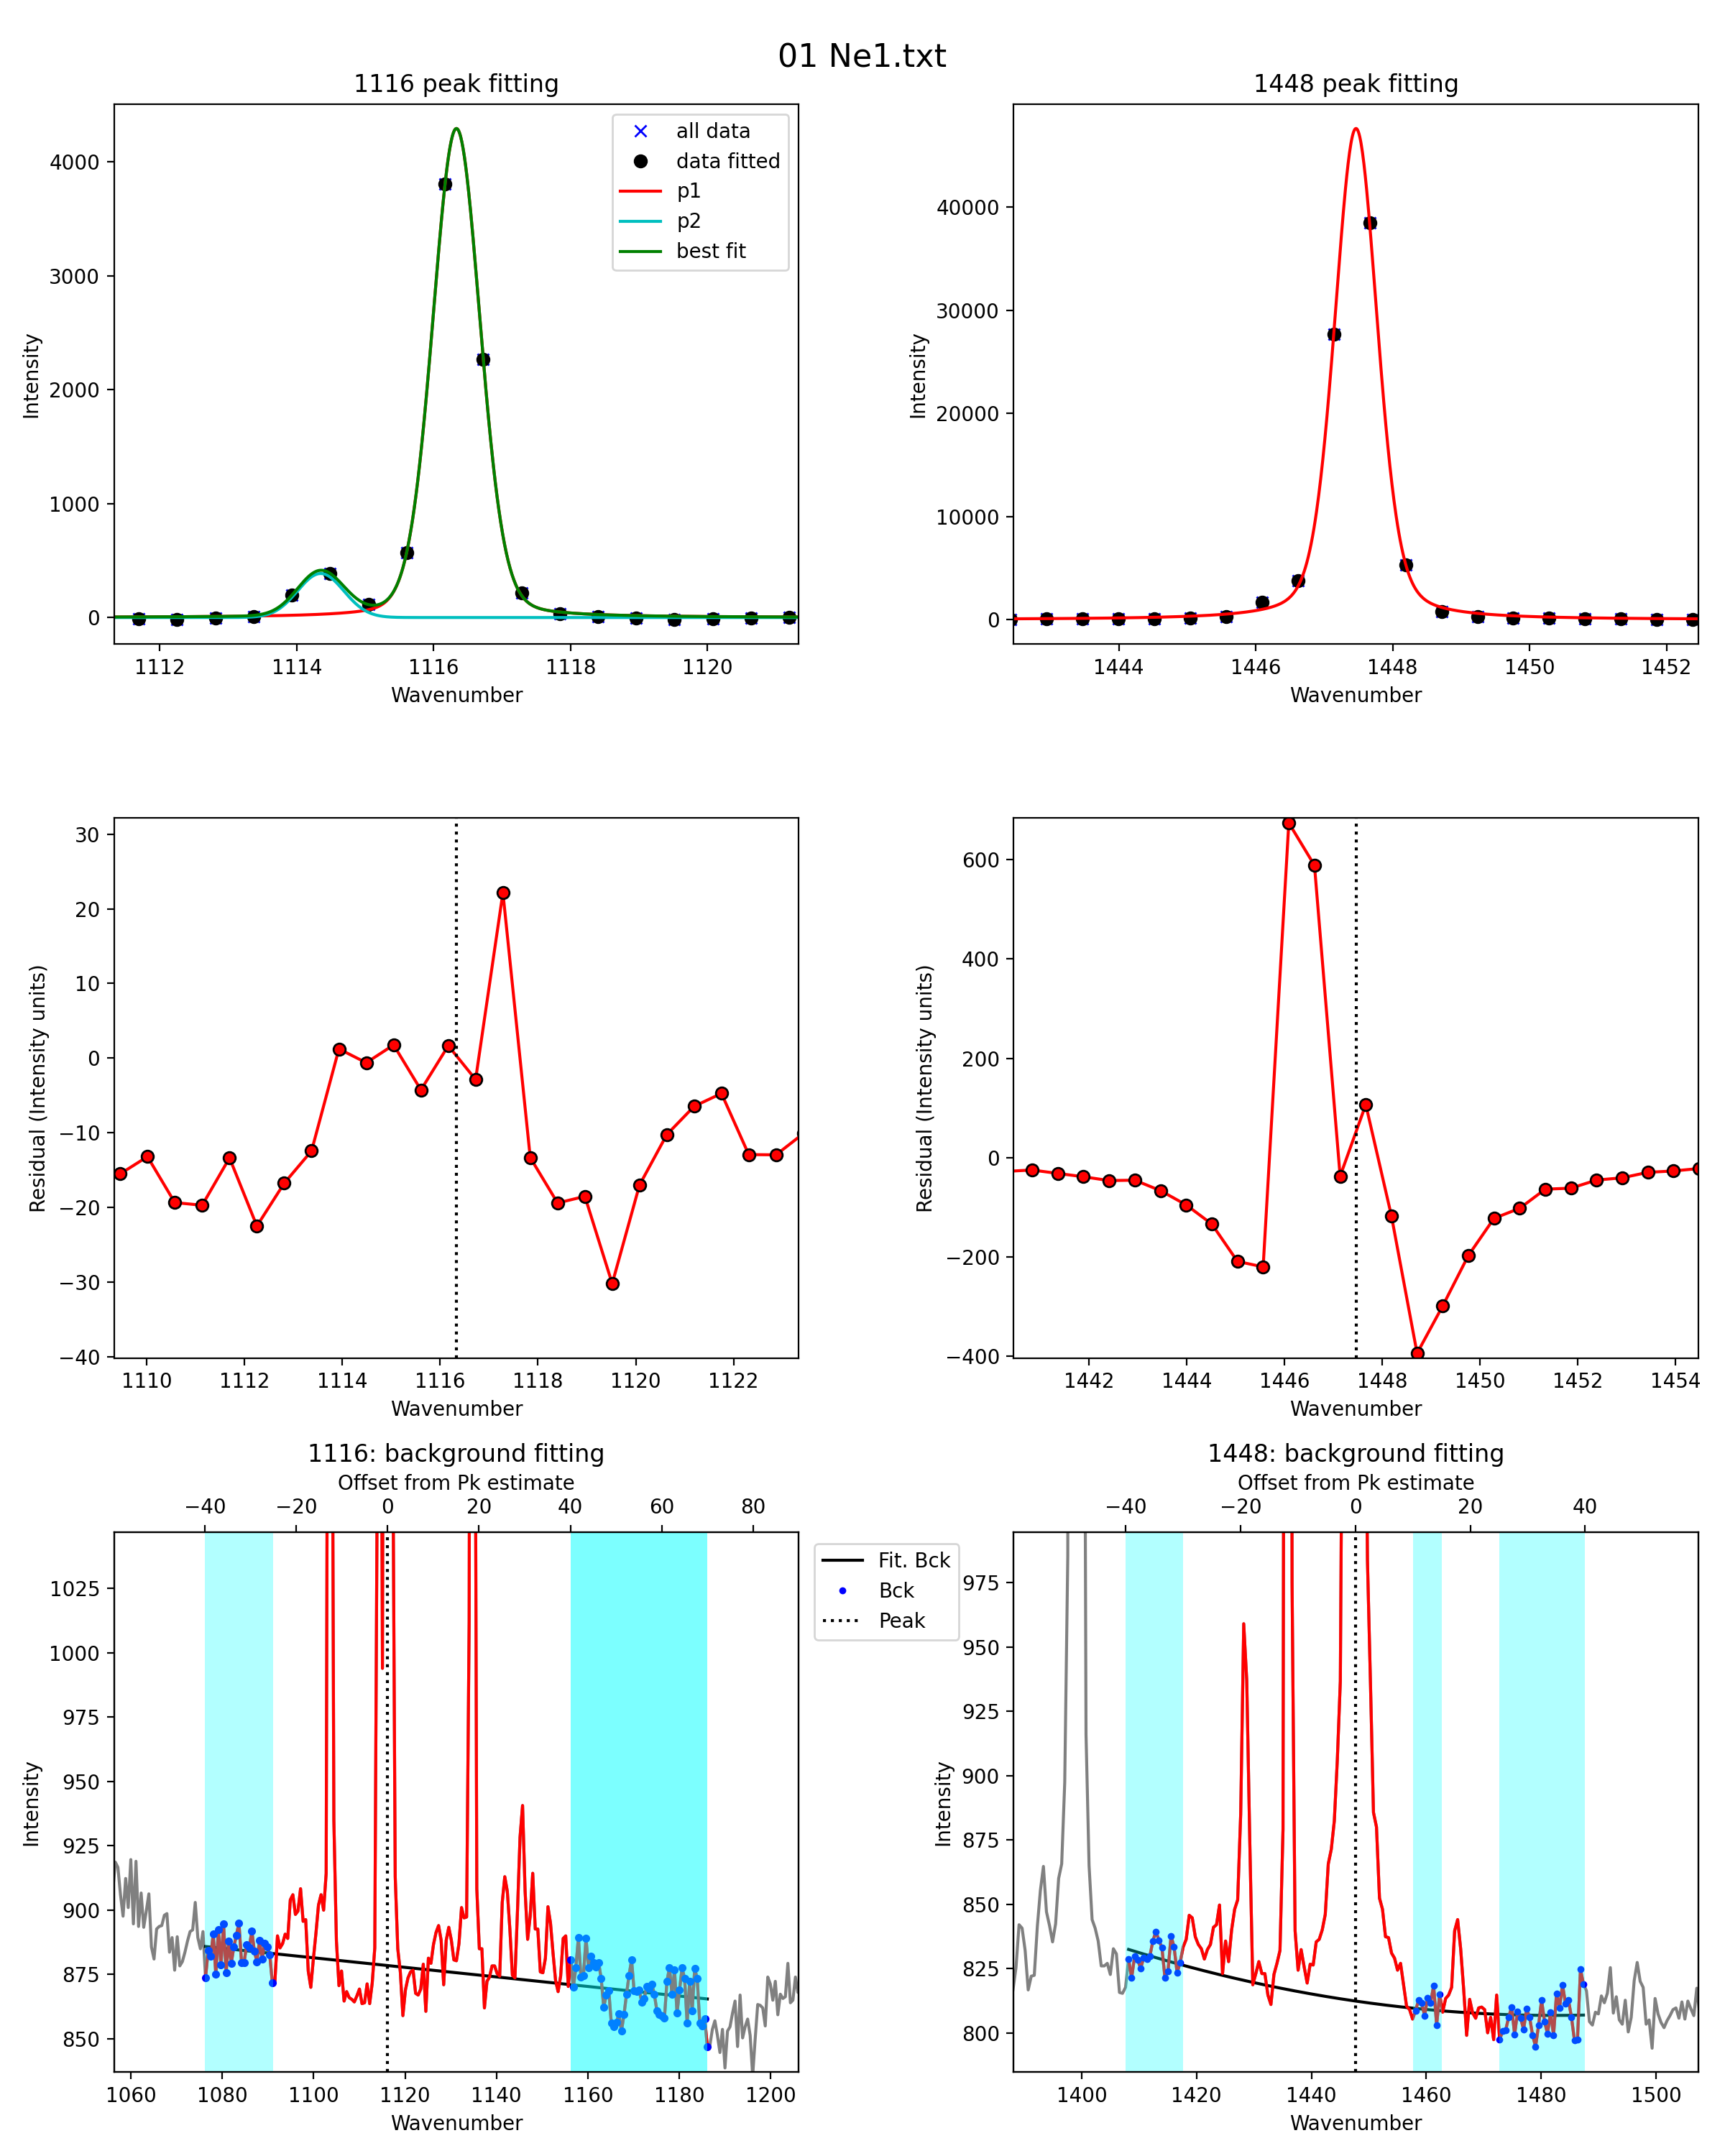 01 Ne1.txt
1116 peak fitting
all data
data fitted
p1
p2
best fit
4000
3000
2000
1000
0
Intensity
1112 1114 1116 1118 1120
Wavenumber
1448 peak fitting
40000
30000
20000
10000
0
Intensity
1444 1446 1448 1450 1452
Wavenumber
30
20
10
0
−10
−20
−30
−40
Residual (Intensity units)
1110 1112 1114 1116 1118 1120 1122
Wavenumber
600
400
200
0
−200
−400
Residual (Intensity units)
1442 1444 1446 1448 1450 1452 1454
Wavenumber
1116: background fitting
Offset from Pk estimate
−40 −20 0 20 40 60 80
1025
1000
975
950
925
900
875
850
Intensity
1060 1080 1100 1120 1140 1160 1180 1200
Wavenumber
Fit. Bck
Bck
Peak
1448: background fitting
Offset from Pk estimate
−40 −20 0 20 40
975
950
925
900
875
850
825
800
Intensity
1400 1420 1440 1460 1480 1500
Wavenumber